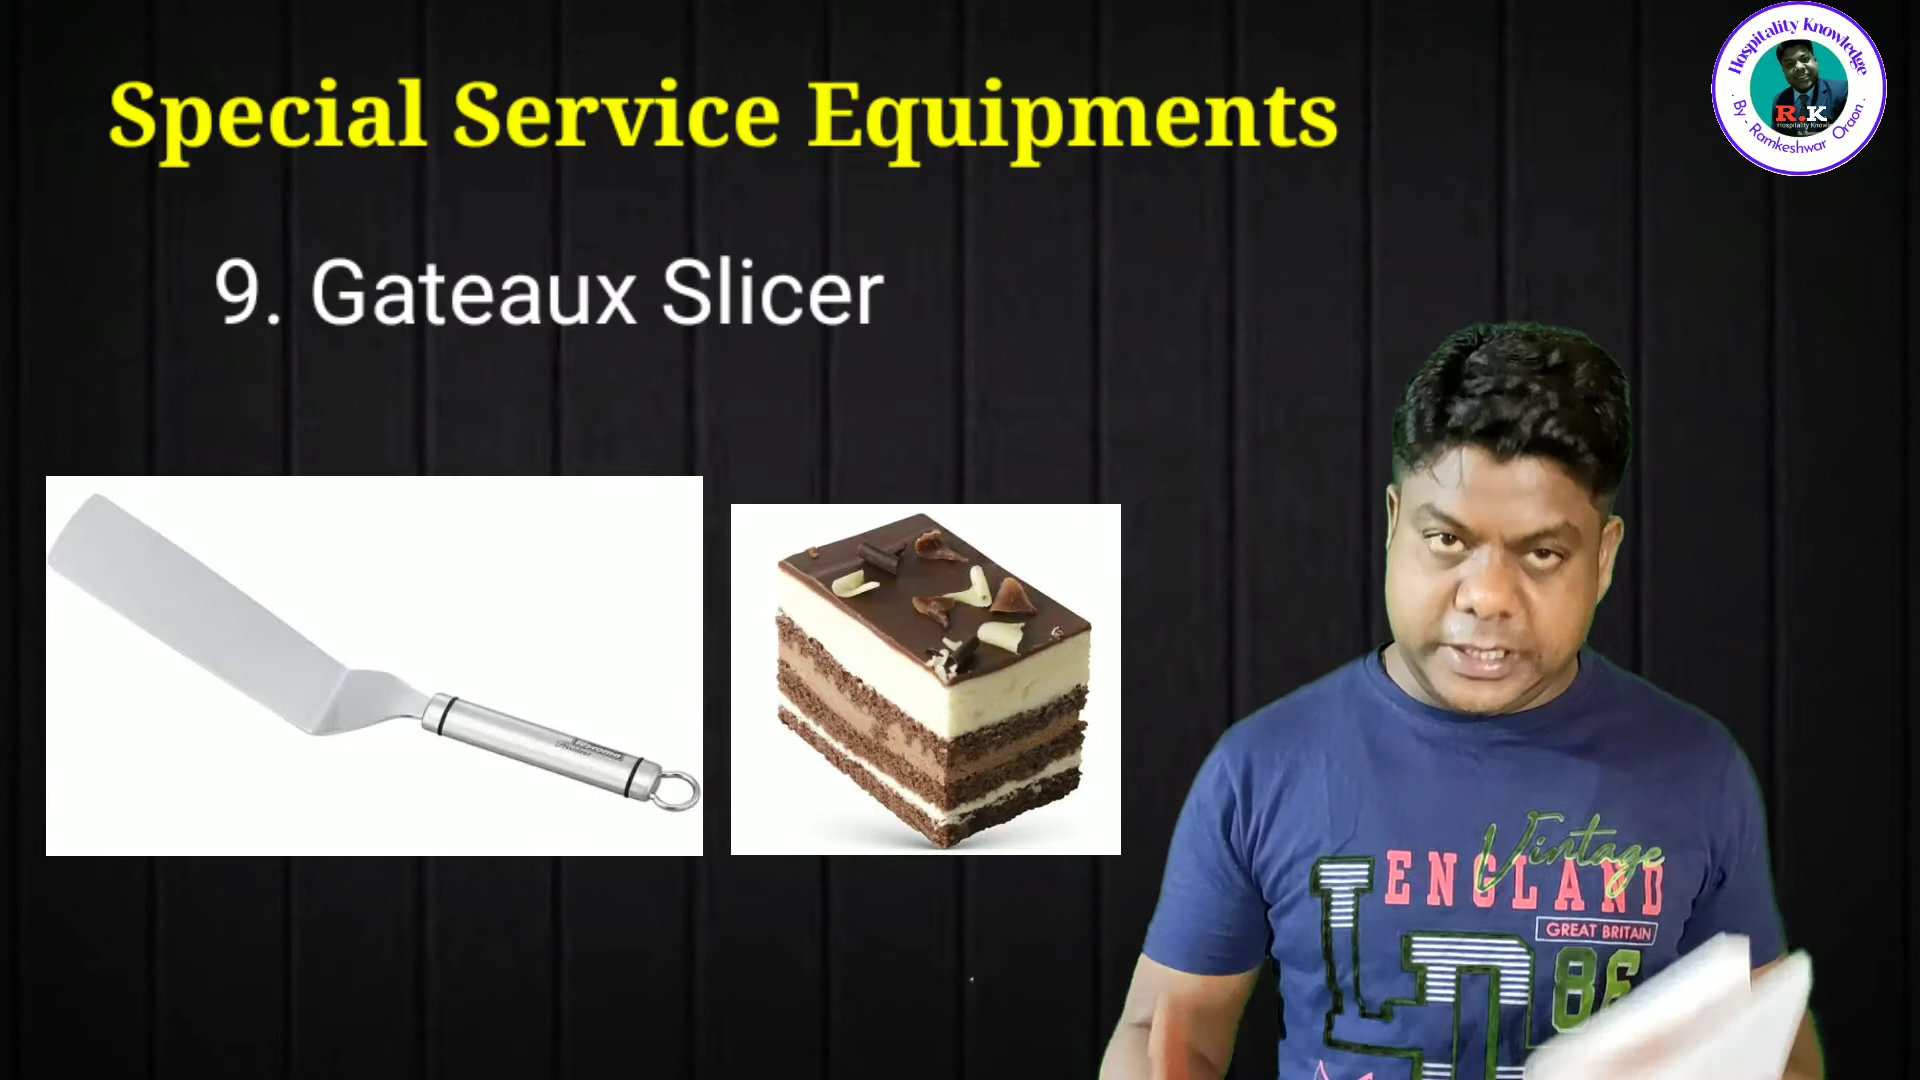 Special Service Equipments
Hospitality Knowledge
R.K
By - Ramkeshwar Oraon
9. Gateaux Slicer
Vintage
ENGLAND
GREAT BRITAIN
86